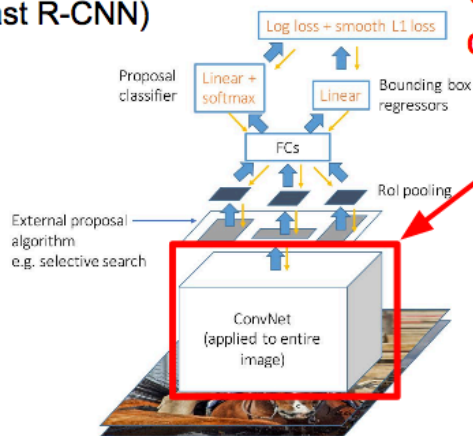 ast R-CNN)
Log loss + smooth L1 loss
Proposal
classifier
Linear +
softmax
Linear
Bounding box
regressors
FCs
RoI pooling
External proposal
algorithm
e.g. selective search
ConvNet
(applied to entire
image)